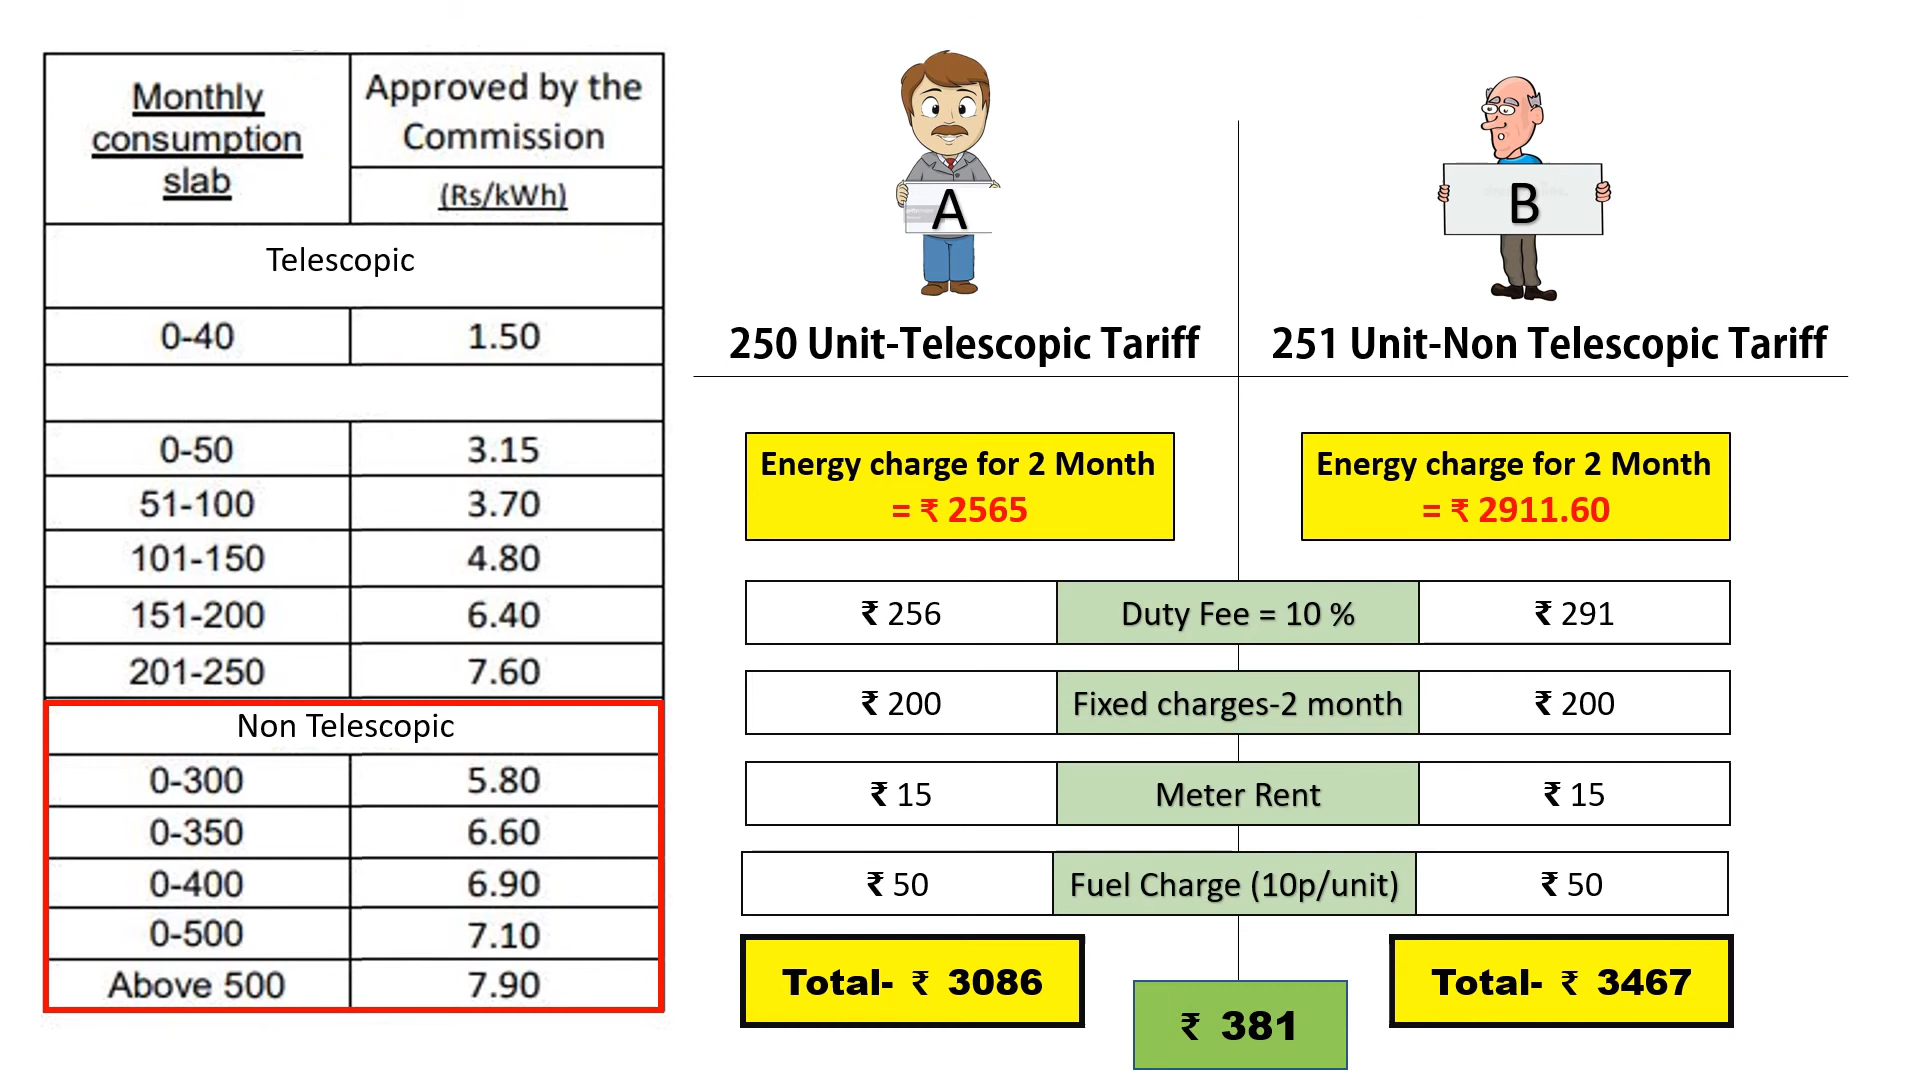 Monthly
consumption
slab
Approved by the
Commission
(Rs/kWh)
Telescopic
0-40 1.50
0-50 3.15
51-100 3.70
101-150 4.80
151-200 6.40
201-250 7.60
Non Telescopic
0-300 5.80
0-350 6.60
0-400 6.90
0-500 7.10
Above 500 7.90
A
B
250 Unit-Telescopic Tariff
251 Unit-Non Telescopic Tariff
Energy charge for 2 Month
= ₹ 2565
Energy charge for 2 Month
= ₹ 2911.60
₹ 256 Duty Fee = 10 % ₹ 291
₹ 200 Fixed charges-2 month ₹ 200
₹ 15 Meter Rent ₹ 15
₹ 50 Fuel Charge (10p/unit) ₹ 50
Total- ₹ 3086
Total- ₹ 3467
₹ 381